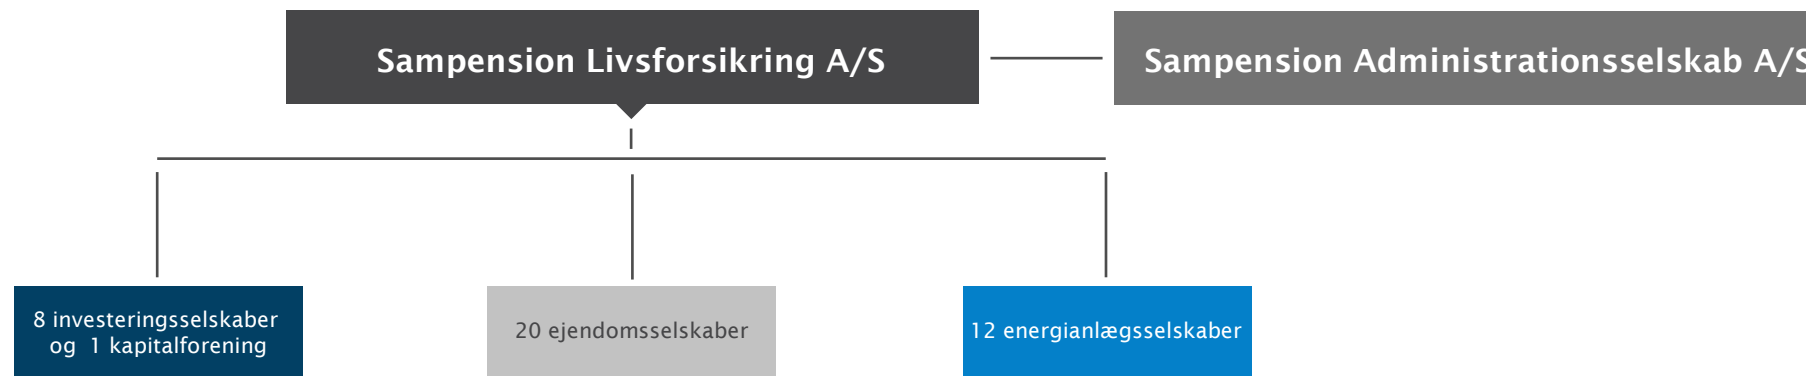 Sampension Livsforsikring A/S
Sampension Administrationsselskab A/S
8 investeringsselskaber
og 1 kapitalforening
20 ejendomsselskaber
12 energianlægsselskaber